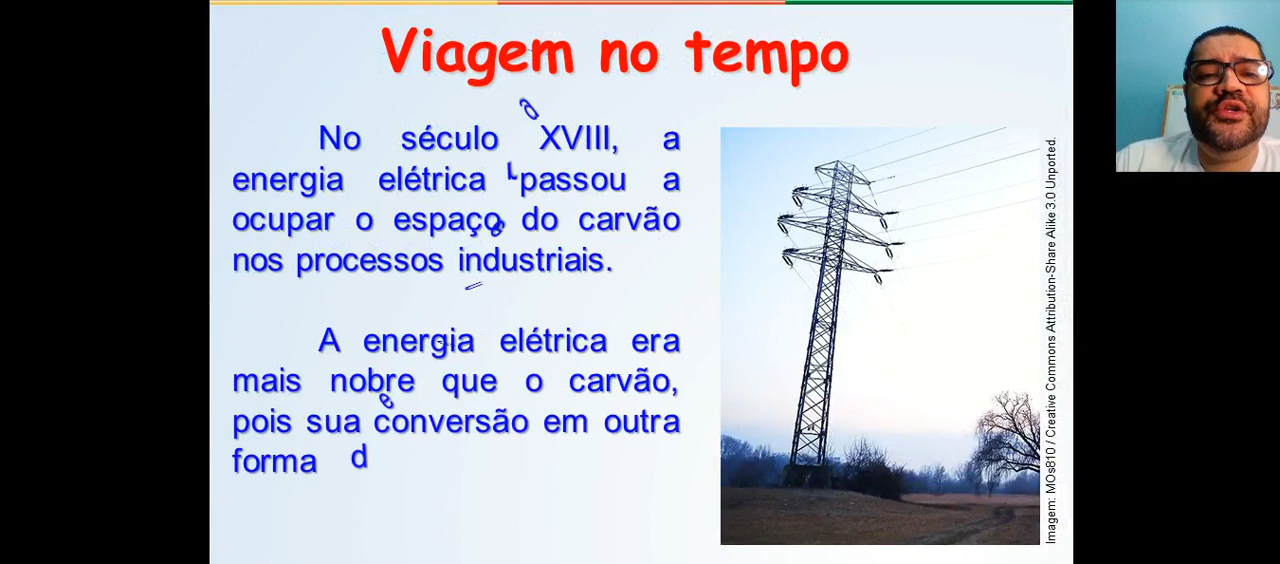 Viagem no tempo
No século XVIII, a
energia elétrica passou a
ocupar o espaço do carvão
nos processos industriais.
A energia elétrica era
mais nobre que o carvão,
pois sua conversão em outra
forma d
Imagem: MOs810 / Creative Commons Attribution-Share Alike 3.0 Unported.